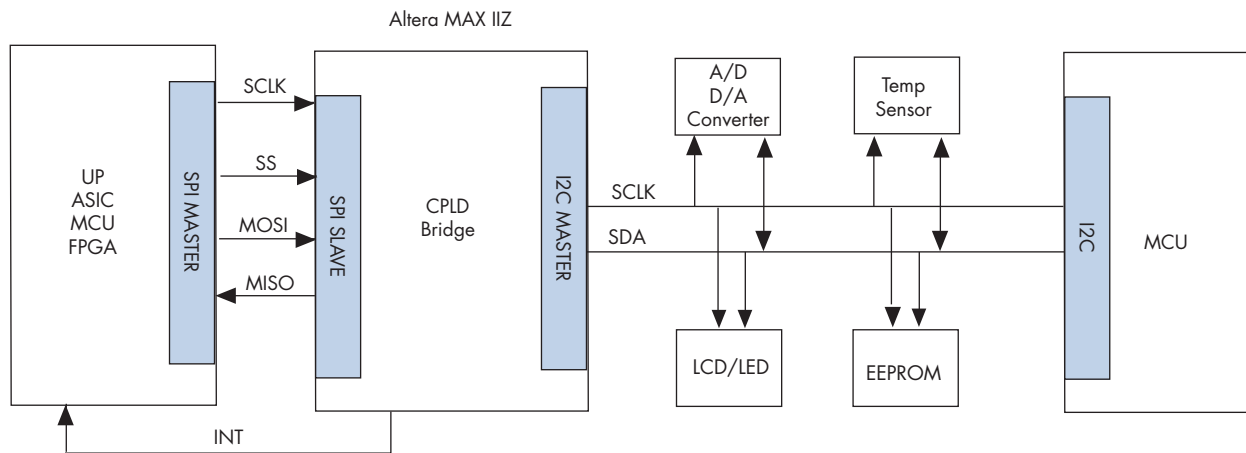 Altera MAX IIZ
UP
ASIC
MCU
FPGA
SPI MASTER
SCLK
SS
MOSI
MISO
INT
SPI SLAVE
CPLD
Bridge
I2C MASTER
SCLK
SDA
A/D
D/A
Converter
Temp
Sensor
LCD/LED
EEPROM
I2C
MCU